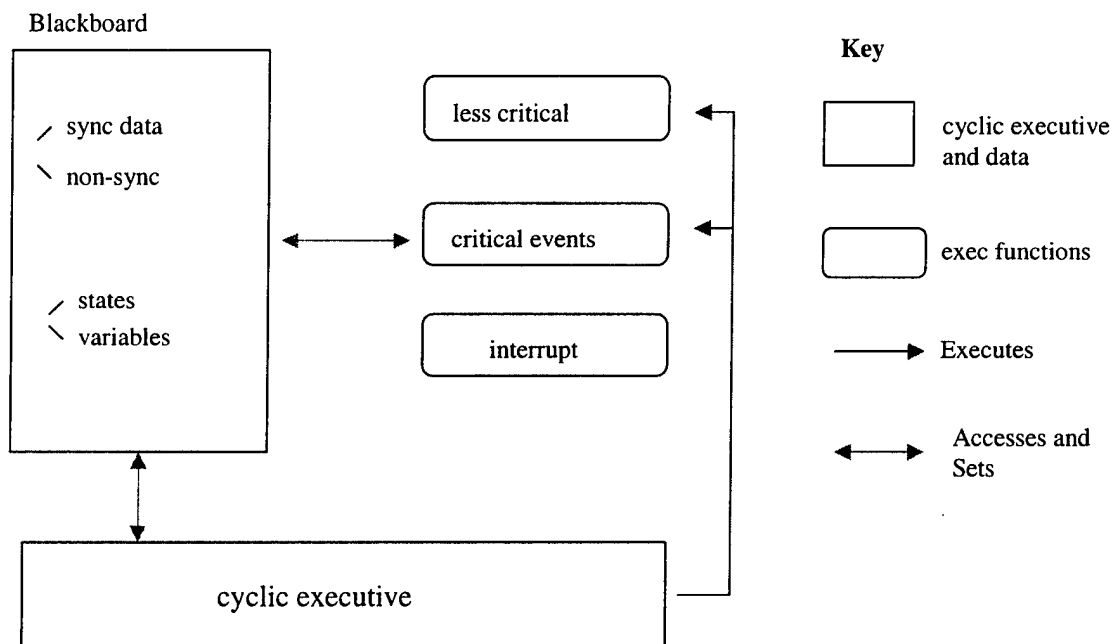 Blackboard
sync data
non-sync
states
variables
less critical
critical events
interrupt
cyclic executive
Key
cyclic executive
and data
exec functions
Executes
Accesses and
Sets